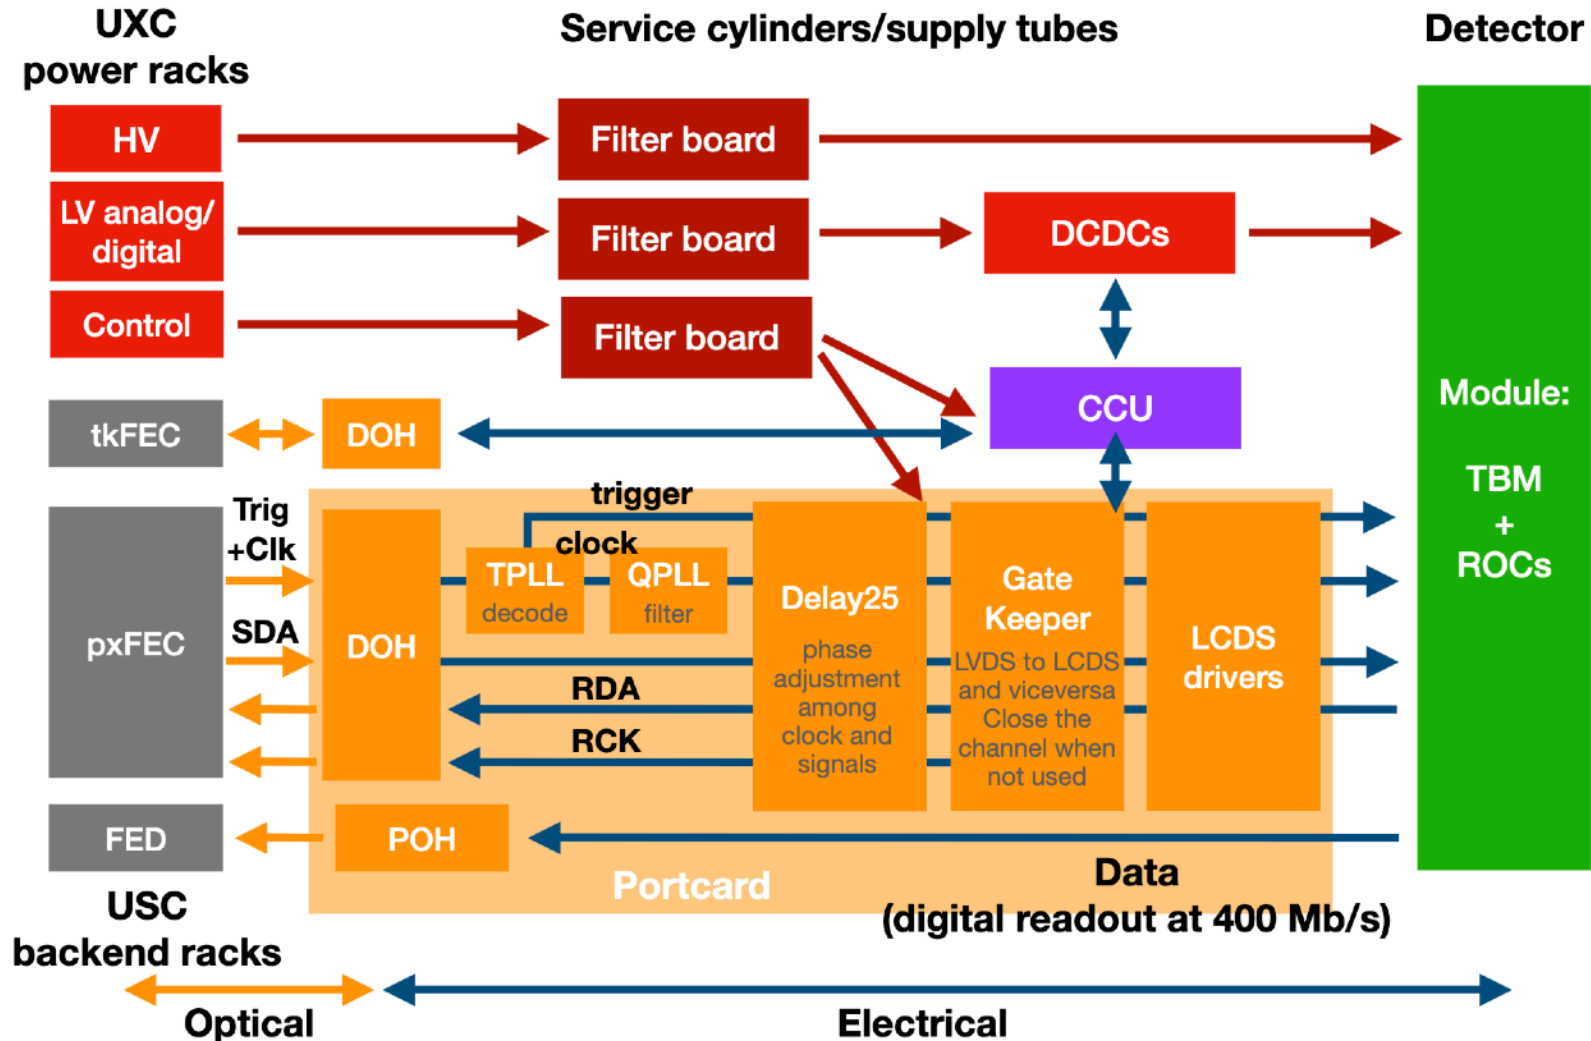 UXC
power racks
Service cylinders/supply tubes
Detector
HV
Filter board
LV analog/
digital
Filter board
DCDCs
Control
Filter board
tkFEC
DOH
CCU
Module:
TBM
+
ROCs
pxFEC
Trig
+Clk
SDA
DOH
trigger
clock
TPLL
decode
QPLL
filter
RDA
RCK
Delay25
phase
adjustment
among
clock and
signals
Gate
Keeper
LVDS to LCDS
and viceversa
Close the
channel when
not used
LCDS
drivers
FED
POH
Portcard
Data
(digital readout at 400 Mb/s)
USC
backend racks
Optical
Electrical